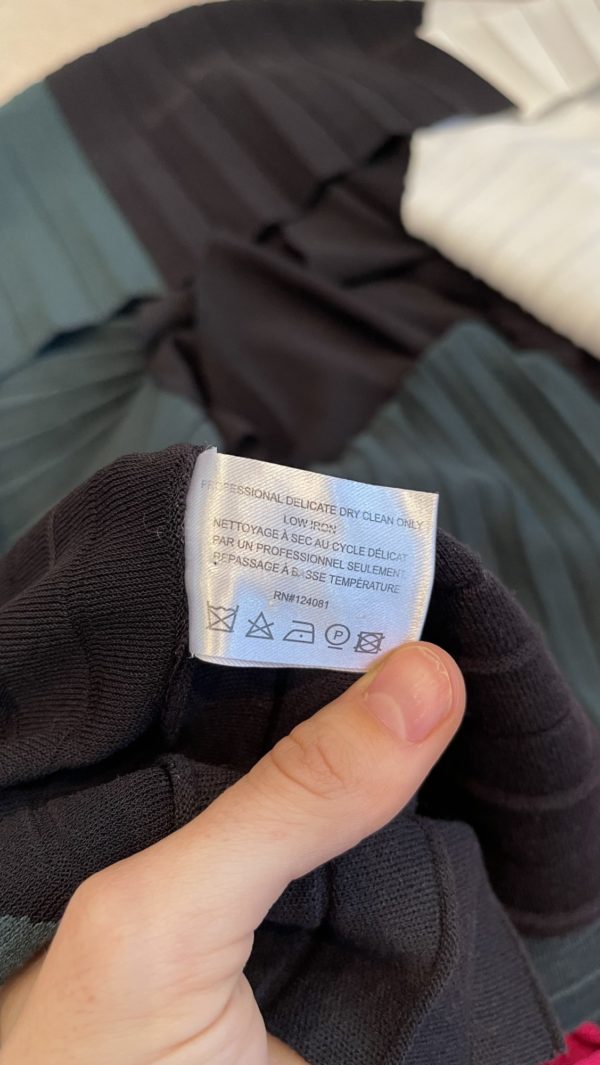 PROFESSIONAL DELICATE DRY CLEAN ONLY
LOW IRON
NETTOYAGE À SEC AU CYCLE DÉLICAT
PAR UN PROFESSIONNEL SEULEMENT
REPASSAGE À BASSE TEMPÉRATURE
RN#124081
P